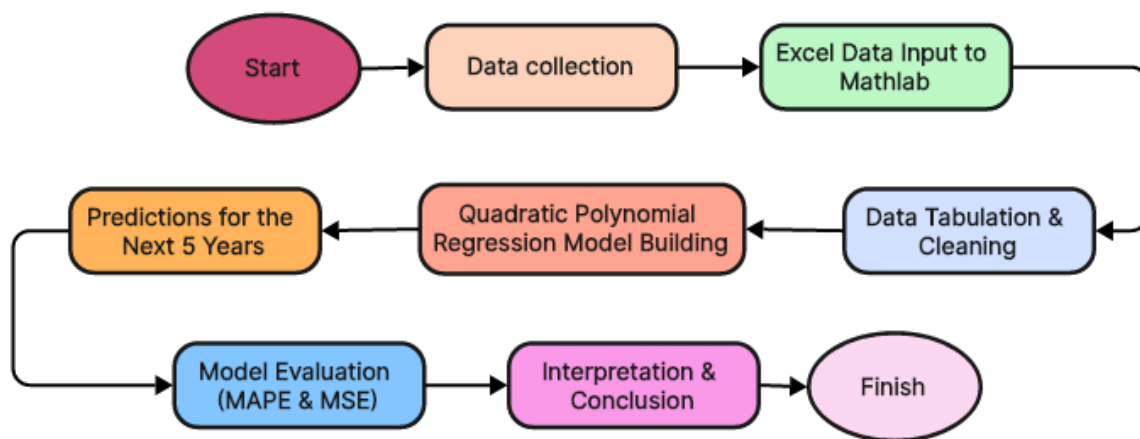 Start
Data collection
Excel Data Input to
Mathlab
Data Tabulation &
Cleaning
Quadratic Polynomial
Regression Model Building
Predictions for the
Next 5 Years
Model Evaluation
(MAPE & MSE)
Interpretation &
Conclusion
Finish